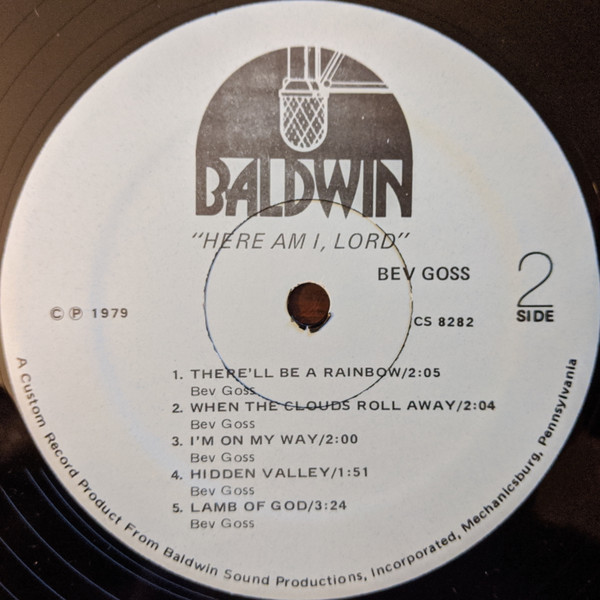 BALDWIN
"HERE AM I, LORD"
BEV GOSS
2
SIDE
© ℗ 1979
CS 8282
1. THERE'LL BE A RAINBOW/2:05
Bev Goss
2. WHEN THE CLOUDS ROLL AWAY/2:04
Bev Goss
3. I'M ON MY WAY/2:00
Bev Goss
4. HIDDEN VALLEY/1:51
Bev Goss
5. LAMB OF GOD/3:24
Bev Goss
A Custom Record Product From Baldwin Sound Productions, Incorporated, Mechanicsburg, Pennsylvania